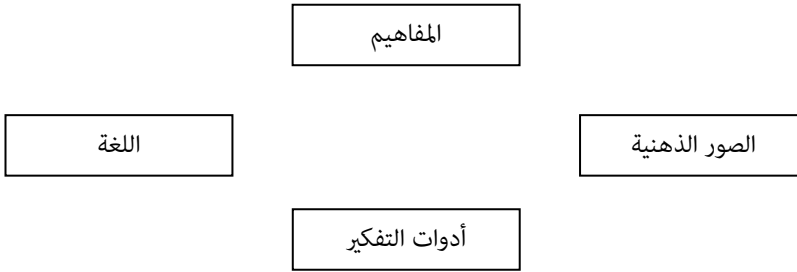 المفاهيم
الصور الذهنية
اللغة
أدوات التفكير